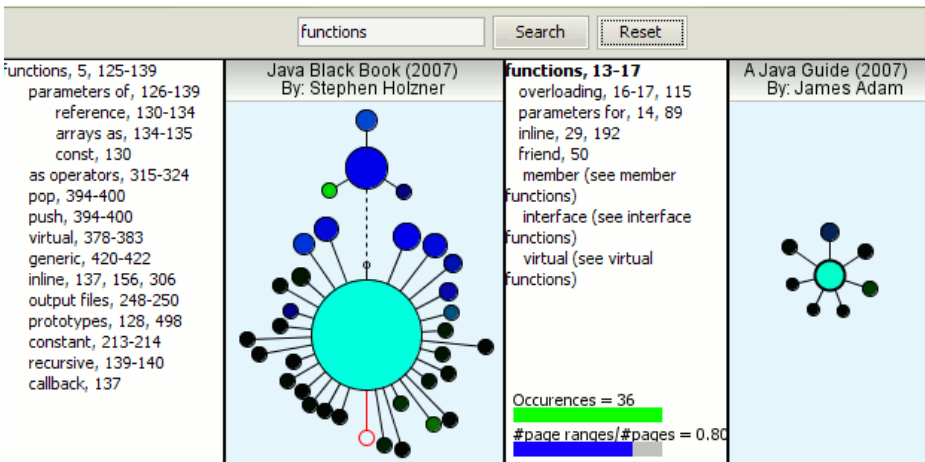 functions
Search
Reset
functions, 5, 125-139
parameters of, 126-139
reference, 130-134
arrays as, 134-135
const, 130
as operators, 315-324
pop, 394-400
push, 394-400
virtual, 378-383
generic, 420-422
inline, 137, 156, 306
output files, 248-250
prototypes, 128, 498
constant, 213-214
recursive, 139-140
callback, 137
Java Black Book (2007)
By: Stephen Holzner
functions, 13-17
overloading, 16-17, 115
parameters for, 14, 89
inline, 29, 192
friend, 50
member (see member
functions)
interface (see interface
functions)
virtual (see virtual
functions)
Occurences = 36
#page ranges/#pages = 0.80
A Java Guide (2007)
By: James Adam